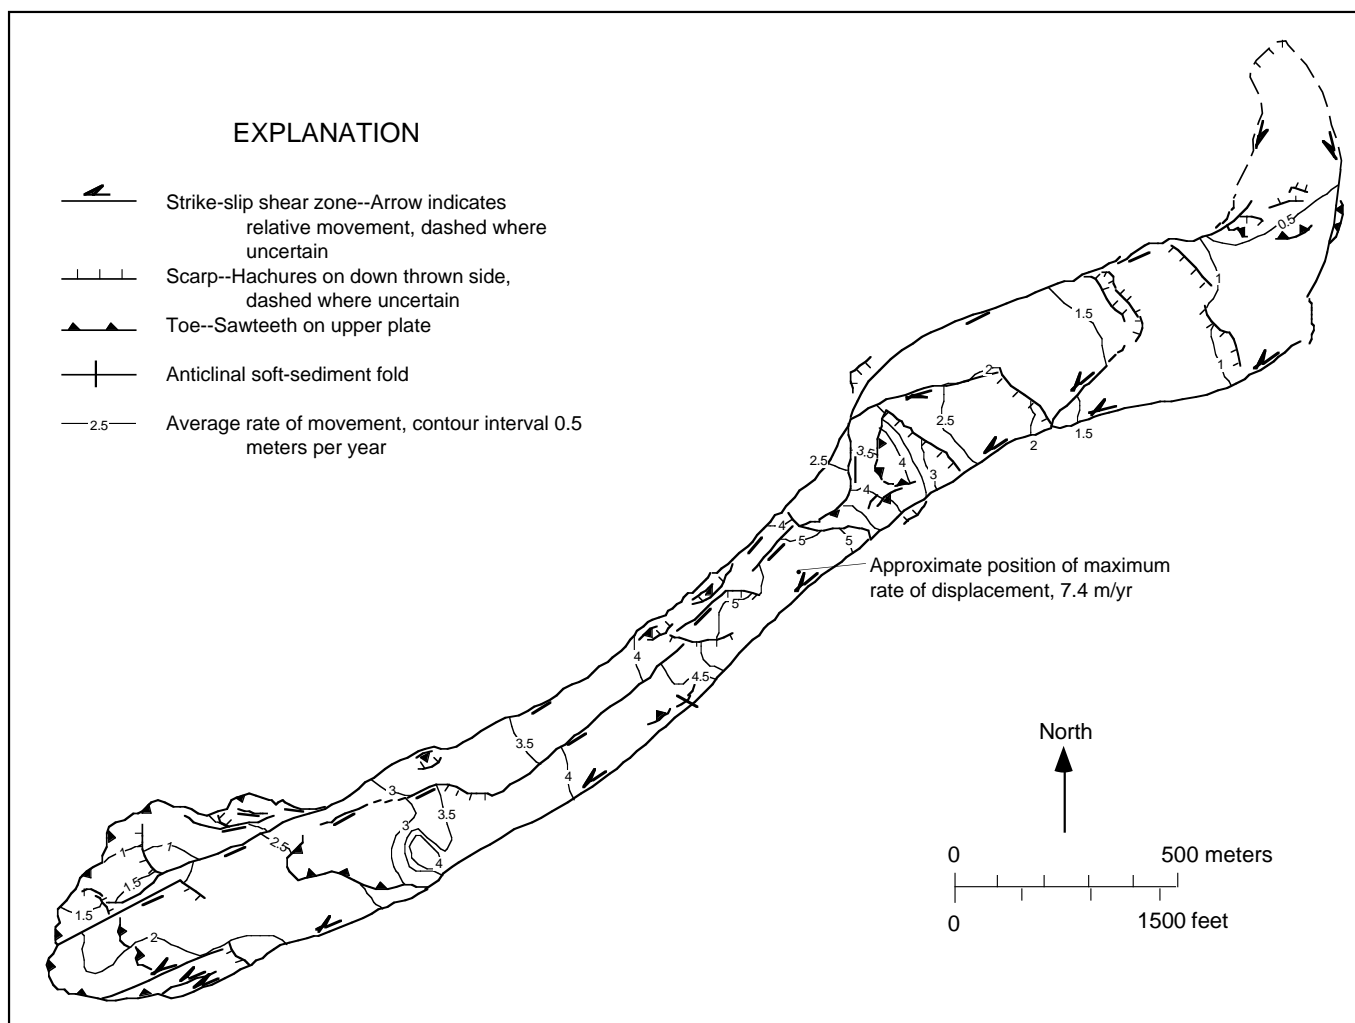 EXPLANATION
Strike-slip shear zone--Arrow indicates
relative movement, dashed where
uncertain
Scarp--Hachures on down thrown side,
dashed where uncertain
Toe--Sawteeth on upper plate
Anticlinal soft-sediment fold
2.5
Average rate of movement, contour interval 0.5
meters per year
0.5
1
1.5
1
2
2.5
1.5
2
3.5
2.5
4
3
4
4
5
5
Approximate position of maximum
rate of displacement, 7.4 m/yr
5
4
4.5
3.5
4
3
3.5
3
2.5
4
1
1
1.5
1.5
2
North
0
500 meters
0
1500 feet